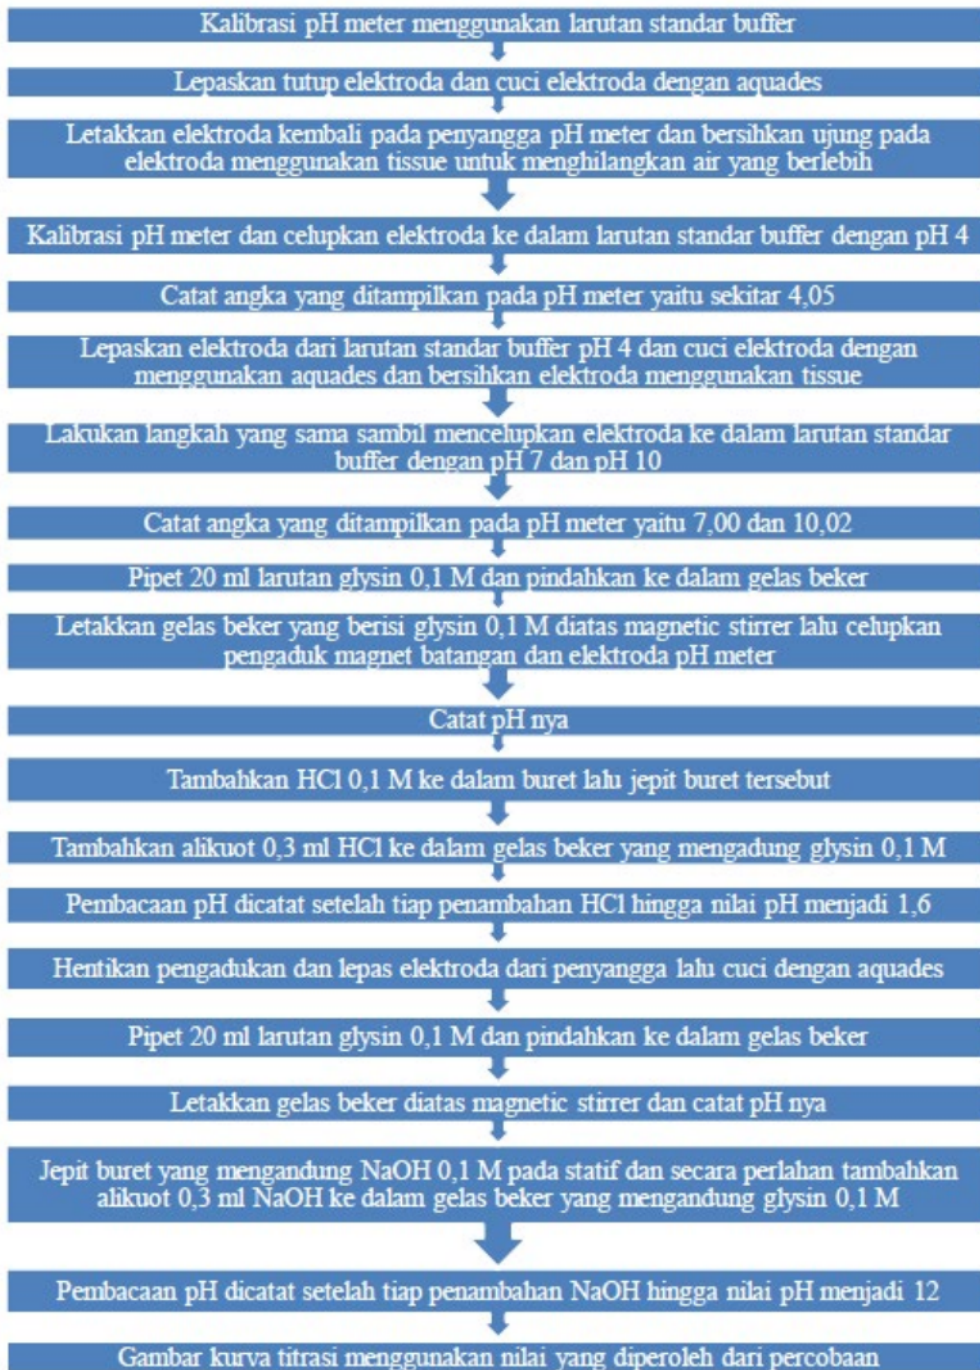 Kalibrasi pH meter menggunakan larutan standar buffer
Lepaskan tutup elektroda dan cuci elektroda dengan aquades
Letakkan elektroda kembali pada penyangga pH meter dan bersihkan ujung pada
elektroda menggunakan tissue untuk menghilangkan air yang berlebih
Kalibrasi pH meter dan celupkan elektroda ke dalam larutan standar buffer dengan pH 4
Catat angka yang ditampilkan pada pH meter yaitu sekitar 4,05
Lepaskan elektroda dari larutan standar buffer pH 4 dan cuci elektroda dengan
menggunakan aquades dan bersihkan elektroda menggunakan tissue
Lakukan langkah yang sama sambil mencelupkan elektroda ke dalam larutan standar
buffer dengan pH 7 dan pH 10
Catat angka yang ditampilkan pada pH meter yaitu 7,00 dan 10,02
Pipet 20 ml larutan glysin 0,1 M dan pindahkan ke dalam gelas beker
Letakkan gelas beker yang berisi glysin 0,1 M diatas magnetic stirrer lalu celupkan
pengaduk magnet batangan dan elektroda pH meter
Catat pH nya
Tambahkan HCl 0,1 M ke dalam buret lalu jepit buret tersebut
Tambahkan alikuot 0,3 ml HCl ke dalam gelas beker yang mengadung glysin 0,1 M
Pembacaan pH dicatat setelah tiap penambahan HCl hingga nilai pH menjadi 1,6
Hentikan pengadukan dan lepas elektroda dari penyangga lalu cuci dengan aquades
Pipet 20 ml larutan glysin 0,1 M dan pindahkan ke dalam gelas beker
Letakkan gelas beker diatas magnetic stirrer dan catat pH nya
Jepit buret yang mengandung NaOH 0,1 M pada statif dan secara perlahan tambahkan
alikuot 0,3 ml NaOH ke dalam gelas beker yang mengandung glysin 0,1 M
Pembacaan pH dicatat setelah tiap penambahan NaOH hingga nilai pH menjadi 12
Gambar kurva titrasi menggunakan nilai yang diperoleh dari percobaan